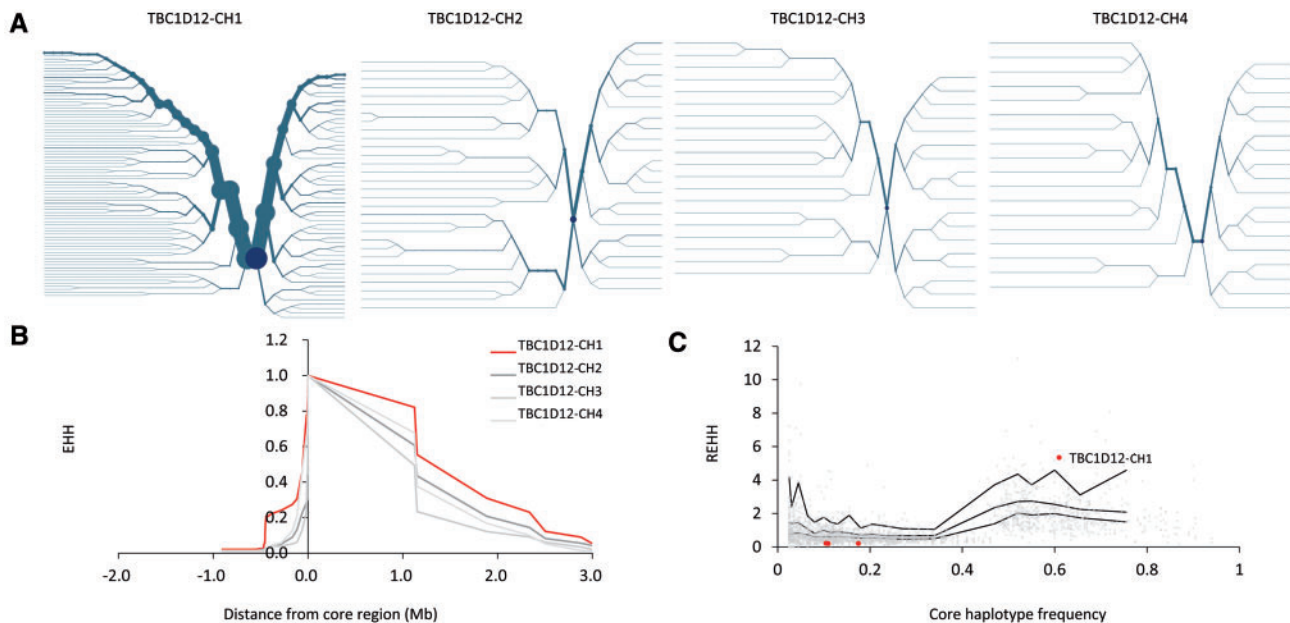 A
TBC1D12-CH1 TBC1D12-CH2 TBC1D12-CH3 TBC1D12-CH4
B
EHH
1.2
1.0
0.8
0.6
0.4
0.2
0.0
-2.0 -1.0 0.0 1.0 2.0 3.0
Distance from core region (Mb)
TBC1D12-CH1
TBC1D12-CH2
TBC1D12-CH3
TBC1D12-CH4
C
REHH
12
10
8
6
4
2
0
0 0.2 0.4 0.6 0.8 1
Core haplotype frequency
TBC1D12-CH1